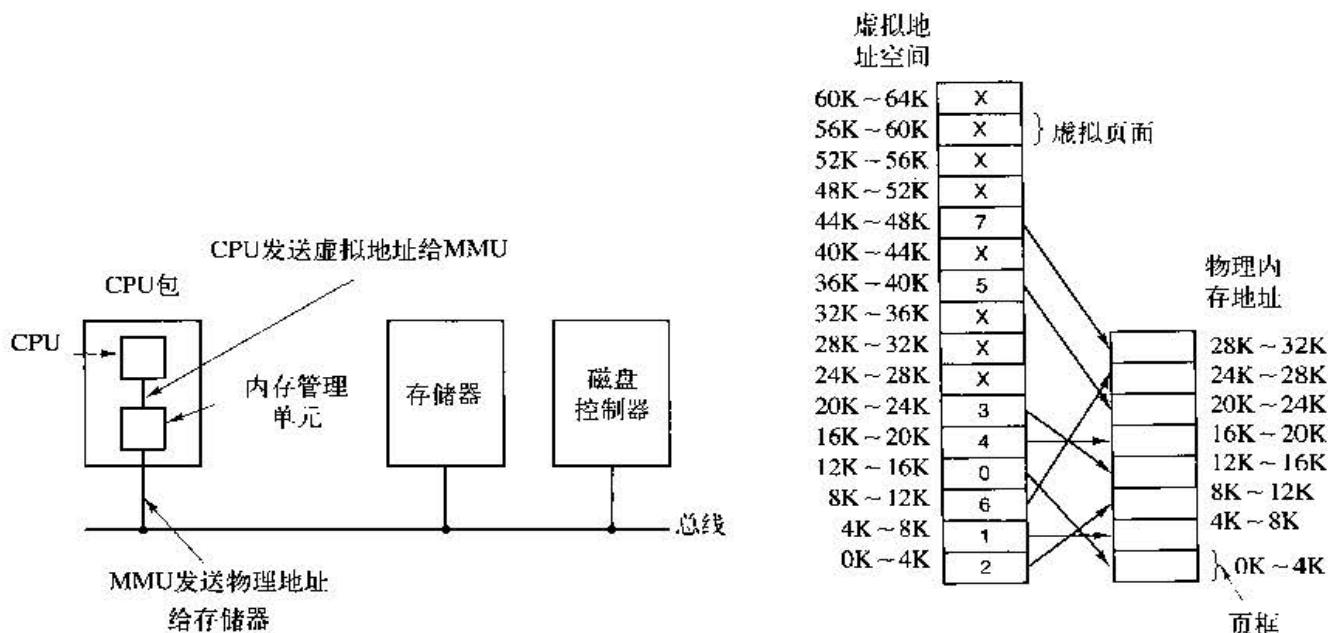 CPU发送虚拟地址给MMU
CPU包
CPU
内存管理
单元
存储器
磁盘
控制器
总线
MMU发送物理地址
给存储器
虚拟地
址空间
60K～64K X
56K～60K X
虚拟页面
52K～56K X
48K～52K X
44K～48K 7
40K～44K X
36K～40K 5
32K～36K X
28K～32K X
24K～28K X
20K～24K 3
16K～20K 4
12K～16K 0
8K～12K 6
4K～8K 1
0K～4K 2
物理内
存地址
28K～32K
24K～28K
20K～24K
16K～20K
12K～16K
8K～12K
4K～8K
0K～4K
页框